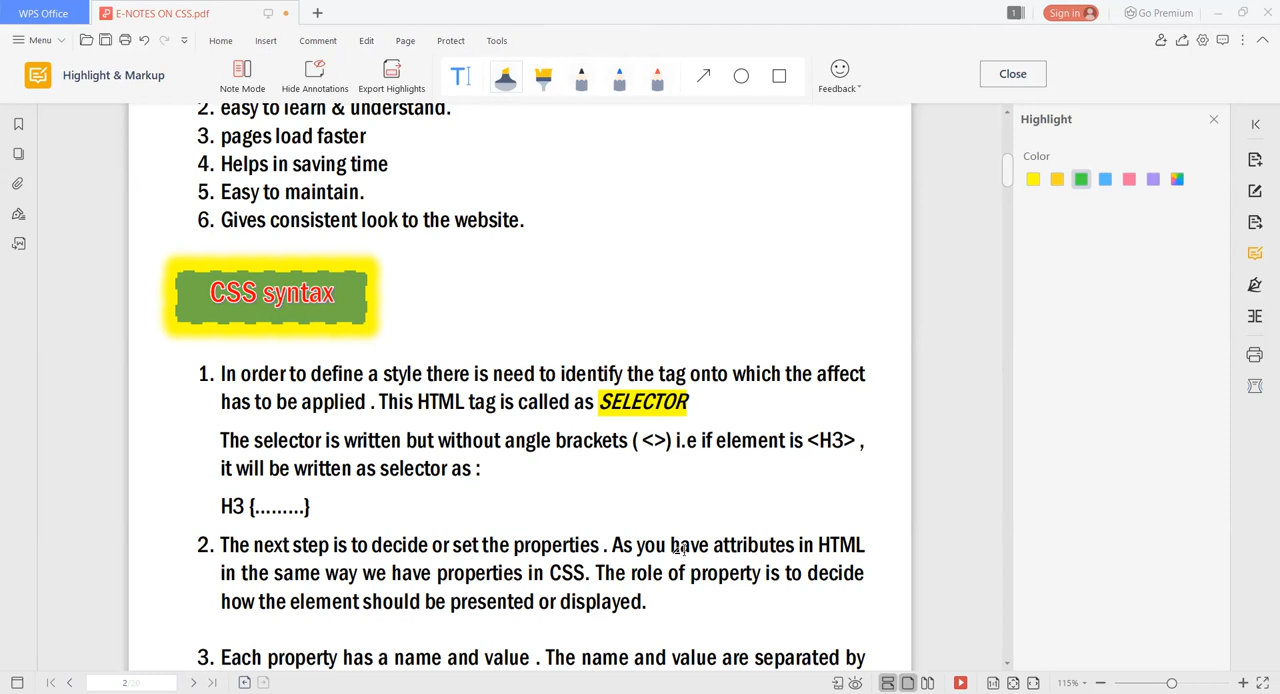 WPS Office
E-NOTES ON CSS.pdf
1
Sign in
Go Premium
Menu
Home
Insert
Comment
Edit
Page
Protect
Tools
Highlight & Markup
Note Mode
Hide Annotations
Export Highlights
Feedback
Close
2. easy to learn & understand.
3. pages load faster
4. Helps in saving time
5. Easy to maintain.
6. Gives consistent look to the website.
CSS syntax
1. In order to define a style there is need to identify the tag onto which the affect
has to be applied . This HTML tag is called as SELECTOR
The selector is written but without angle brackets ( <>) i.e if element is <H3> ,
it will be written as selector as :
H3 {.........}
2. The next step is to decide or set the properties . As you have attributes in HTML
in the same way we have properties in CSS. The role of property is to decide
how the element should be presented or displayed.
3. Each property has a name and value . The name and value are separated by
Highlight
Color
2/20
115%